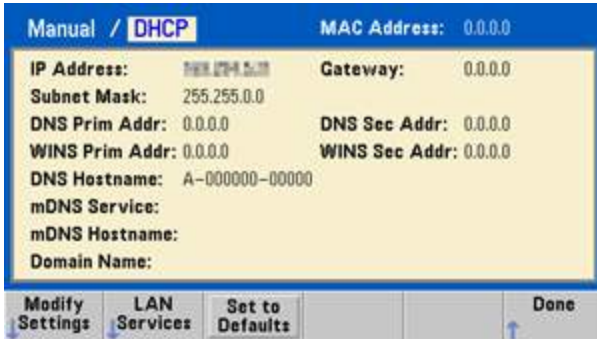 Manual / DHCP MAC Address: 0.0.0.0
IP Address: Gateway: 0.0.0.0
Subnet Mask: 255.255.0.0
DNS Prim Addr: 0.0.0.0 DNS Sec Addr: 0.0.0.0
WINS Prim Addr: 0.0.0.0 WINS Sec Addr: 0.0.0.0
DNS Hostname: A-000000-00000
mDNS Service:
mDNS Hostname:
Domain Name:
Modify Settings LAN Services Set to Defaults Done